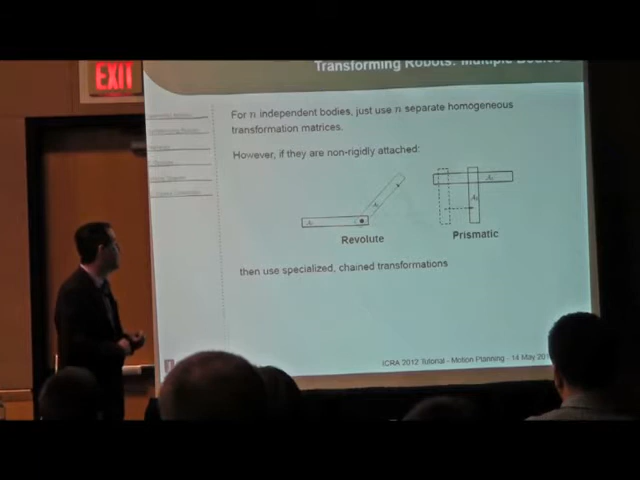 EXIT
Transforming Robots: Multiple Bodies
For n independent bodies, just use n separate homogeneous
transformation matrices.
However, if they are non-rigidly attached:
Revolute
Prismatic
then use specialized, chained transformations
ICRA 2012 Tutorial - Motion Planning - 14 May